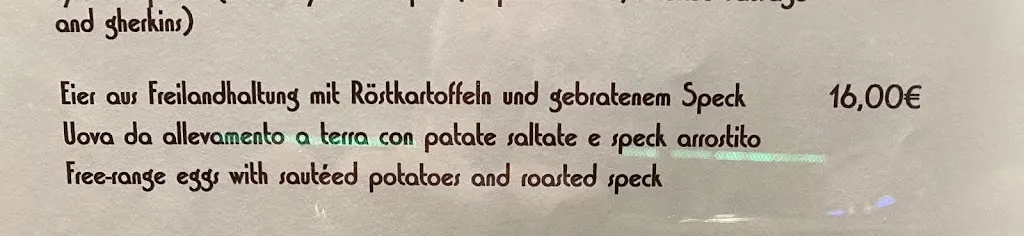 and gherkins)
Eier aus Freilandhaltung mit Röstkartoffeln und gebratenem Speck 16,00€
Uova da allevamento a terra con patate saltate e speck arrostito
Free-range eggs with sautéed potatoes and roasted speck